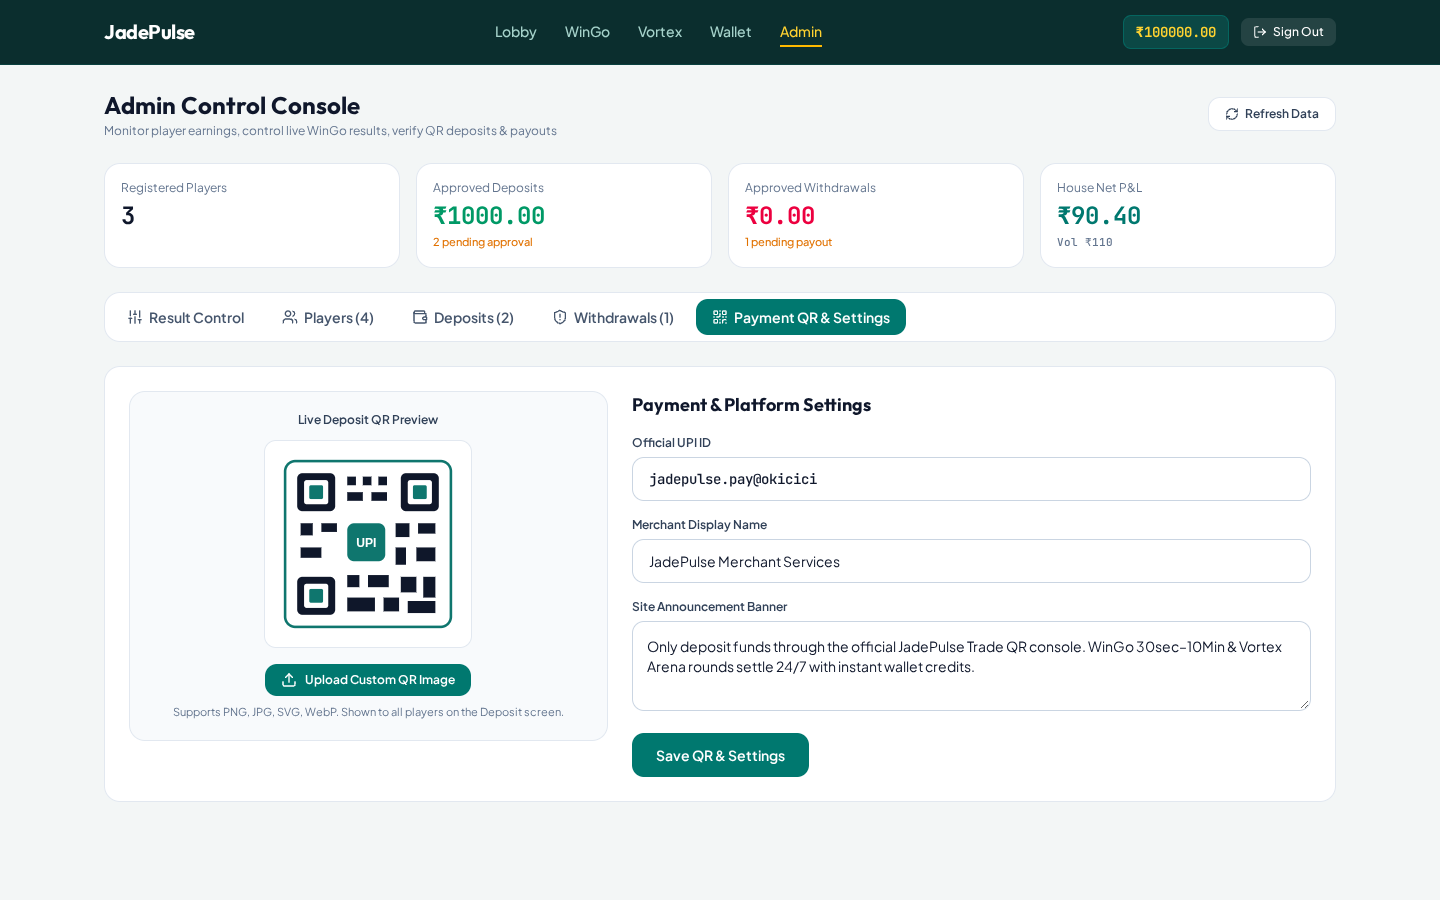 JadePulse
Lobby
WinGo
Vortex
Wallet
Admin
₹100000.00
Sign Out
Admin Control Console
Monitor player earnings, control live WinGo results, verify QR deposits & payouts
Refresh Data
Registered Players
3
Approved Deposits
₹1000.00
2 pending approval
Approved Withdrawals
₹0.00
1 pending payout
House Net P&L
₹90.40
Vol ₹110
Result Control
Players (4)
Deposits (2)
Withdrawals (1)
Payment QR & Settings
Live Deposit QR Preview
UPI
Upload Custom QR Image
Supports PNG, JPG, SVG, WebP. Shown to all players on the Deposit screen.
Payment & Platform Settings
Official UPI ID
jadepulse.pay@okicici
Merchant Display Name
JadePulse Merchant Services
Site Announcement Banner
Only deposit funds through the official JadePulse Trade QR console. WinGo 30sec–10Min & Vortex
Arena rounds settle 24/7 with instant wallet credits.
Save QR & Settings